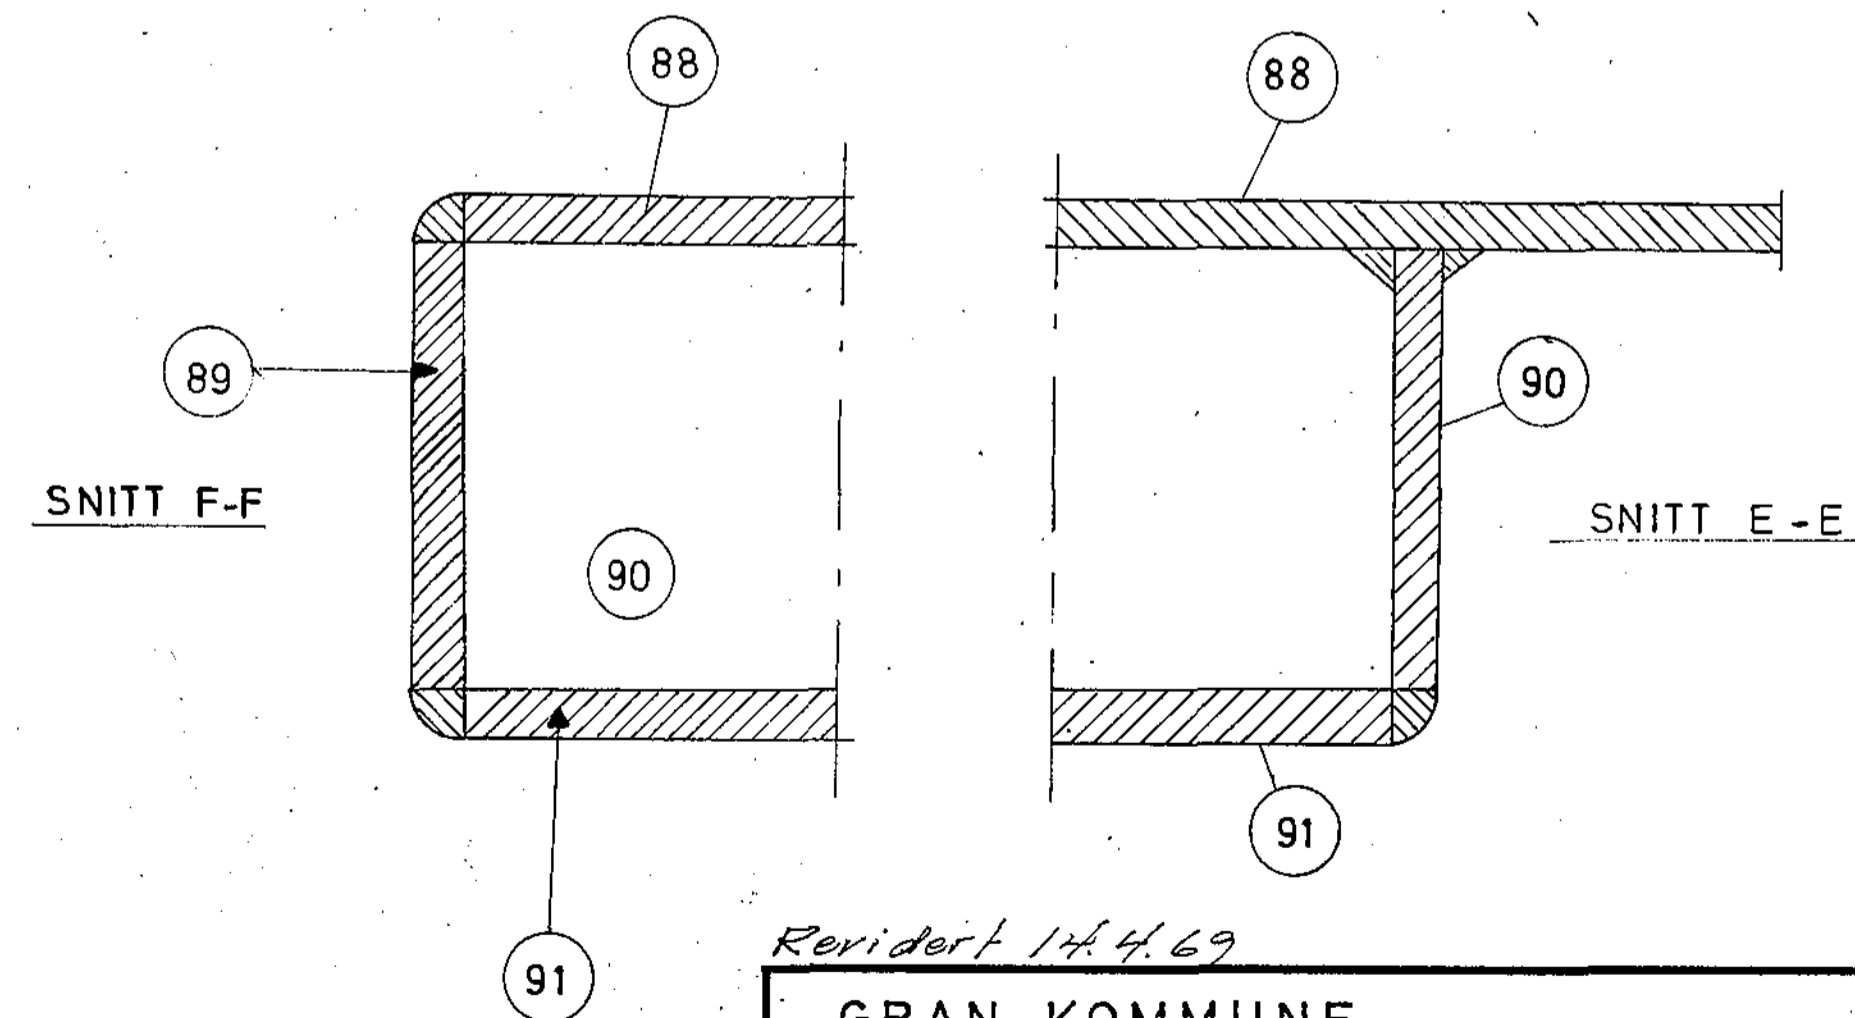 88
88
89
90
SNITT F-F
SNITT E-E
90
91
91
Revidert 14.4.69
GRAN KOMMUNE